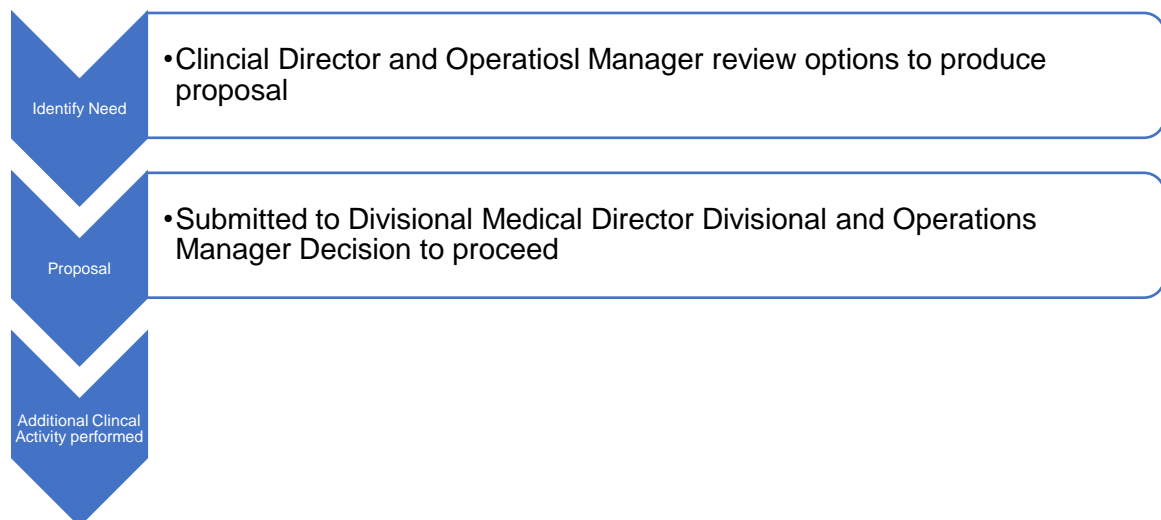 Identify Need
•Clincial Director and Operatiosl Manager review options to produce
proposal
Proposal
•Submitted to Divisional Medical Director Divisional and Operations
Manager Decision to proceed
Additional Clincal
Activity performed